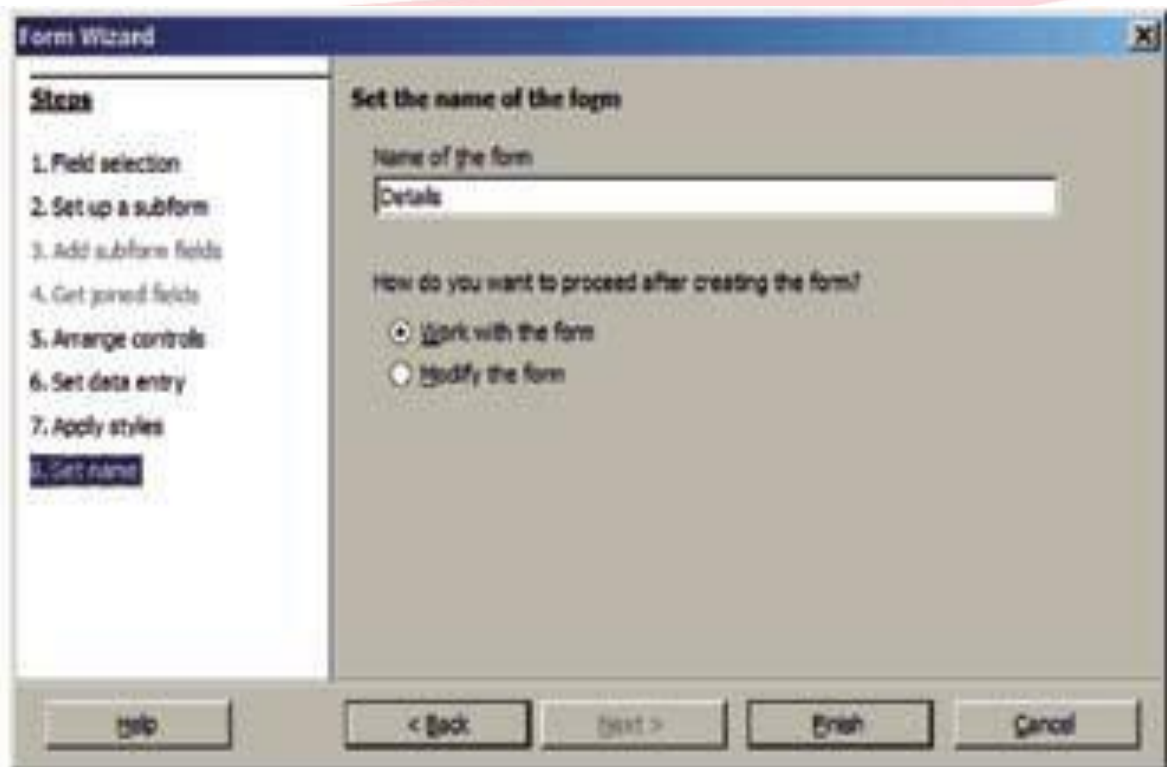 Form Wizard
Steps
1. Field selection
2. Set up a subform
3. Add subform fields
4. Get joined fields
5. Arrange controls
6. Set data entry
7. Apply styles
8. Set name
Set the name of the form
Name of the form
Details
How do you want to proceed after creating the form?
Work with the form
Modify the form
Help
< Back
Next >
Finish
Cancel